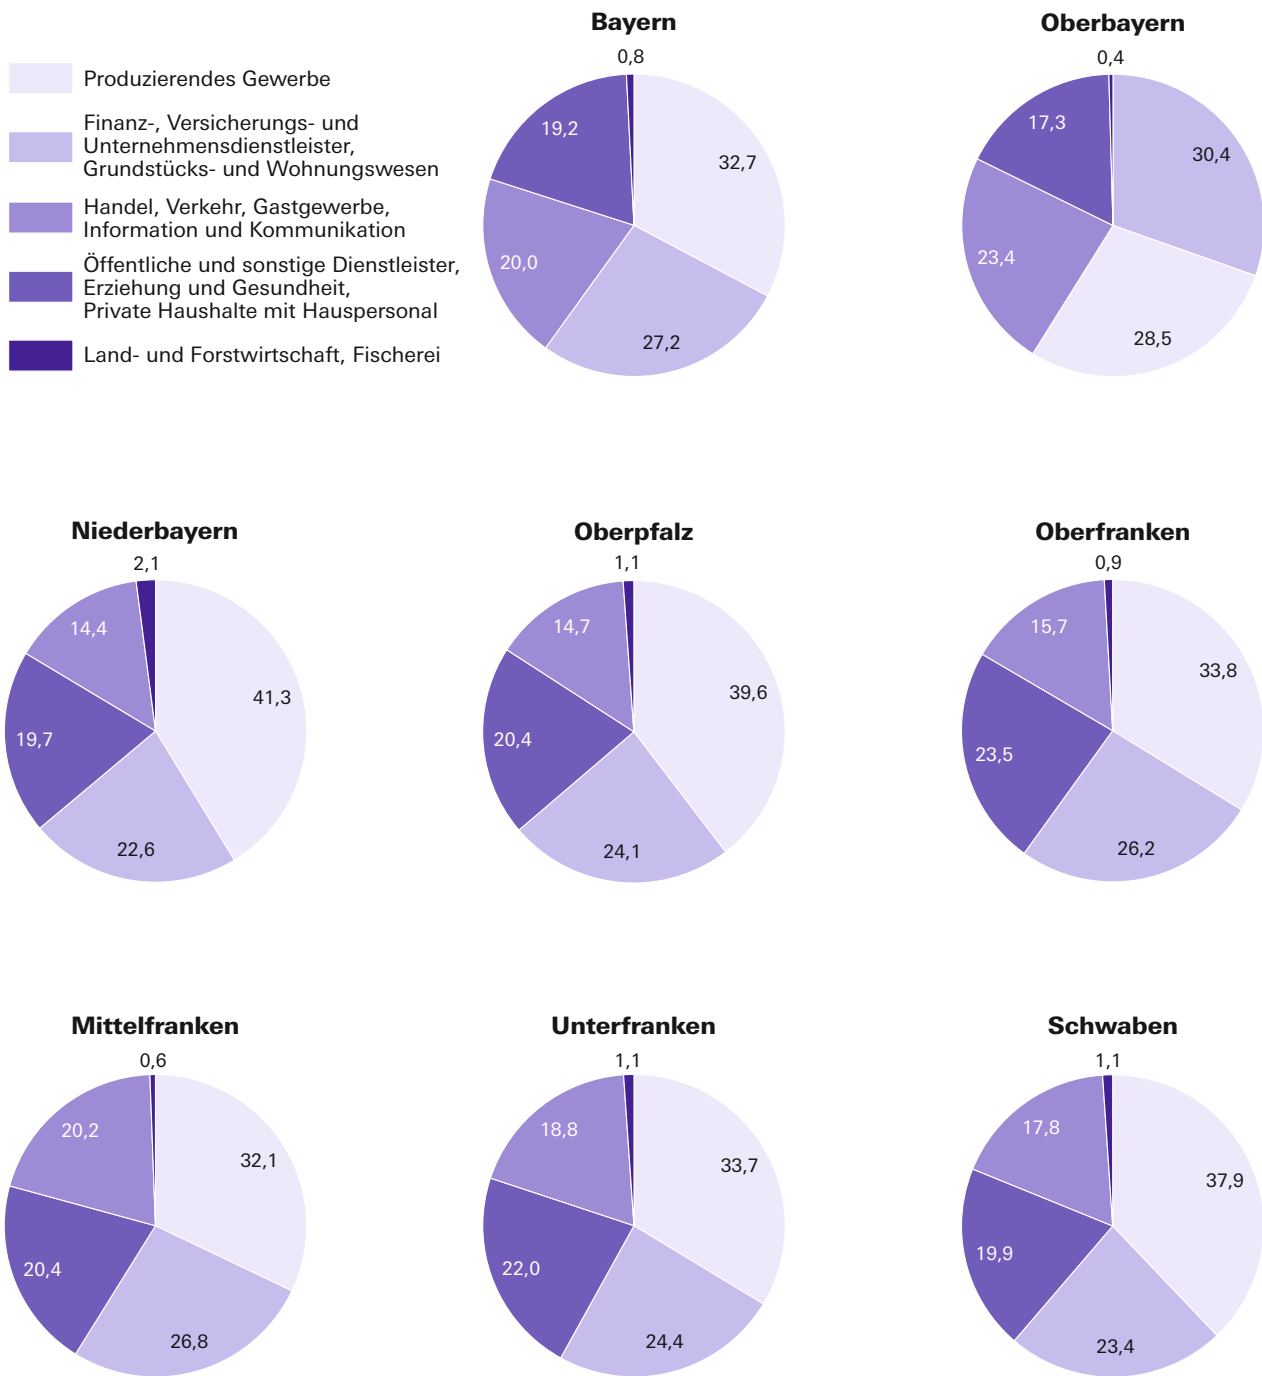 Produzierendes Gewerbe
Finanz-, Versicherungs- und
Unternehmensdienstleister,
Grundstücks- und Wohnungswesen
Handel, Verkehr, Gastgewerbe,
Information und Kommunikation
Öffentliche und sonstige Dienstleister,
Erziehung und Gesundheit,
Private Haushalte mit Hauspersonal
Land- und Forstwirtschaft, Fischerei
Bayern
0,8
19,2
32,7
20,0
27,2
Oberbayern
0,4
17,3
30,4
23,4
28,5
Niederbayern
2,1
14,4
41,3
19,7
22,6
Oberpfalz
1,1
14,7
39,6
20,4
24,1
Oberfranken
0,9
15,7
33,8
23,5
26,2
Mittelfranken
0,6
20,2
32,1
20,4
26,8
Unterfranken
1,1
18,8
33,7
22,0
24,4
Schwaben
1,1
17,8
37,9
19,9
23,4